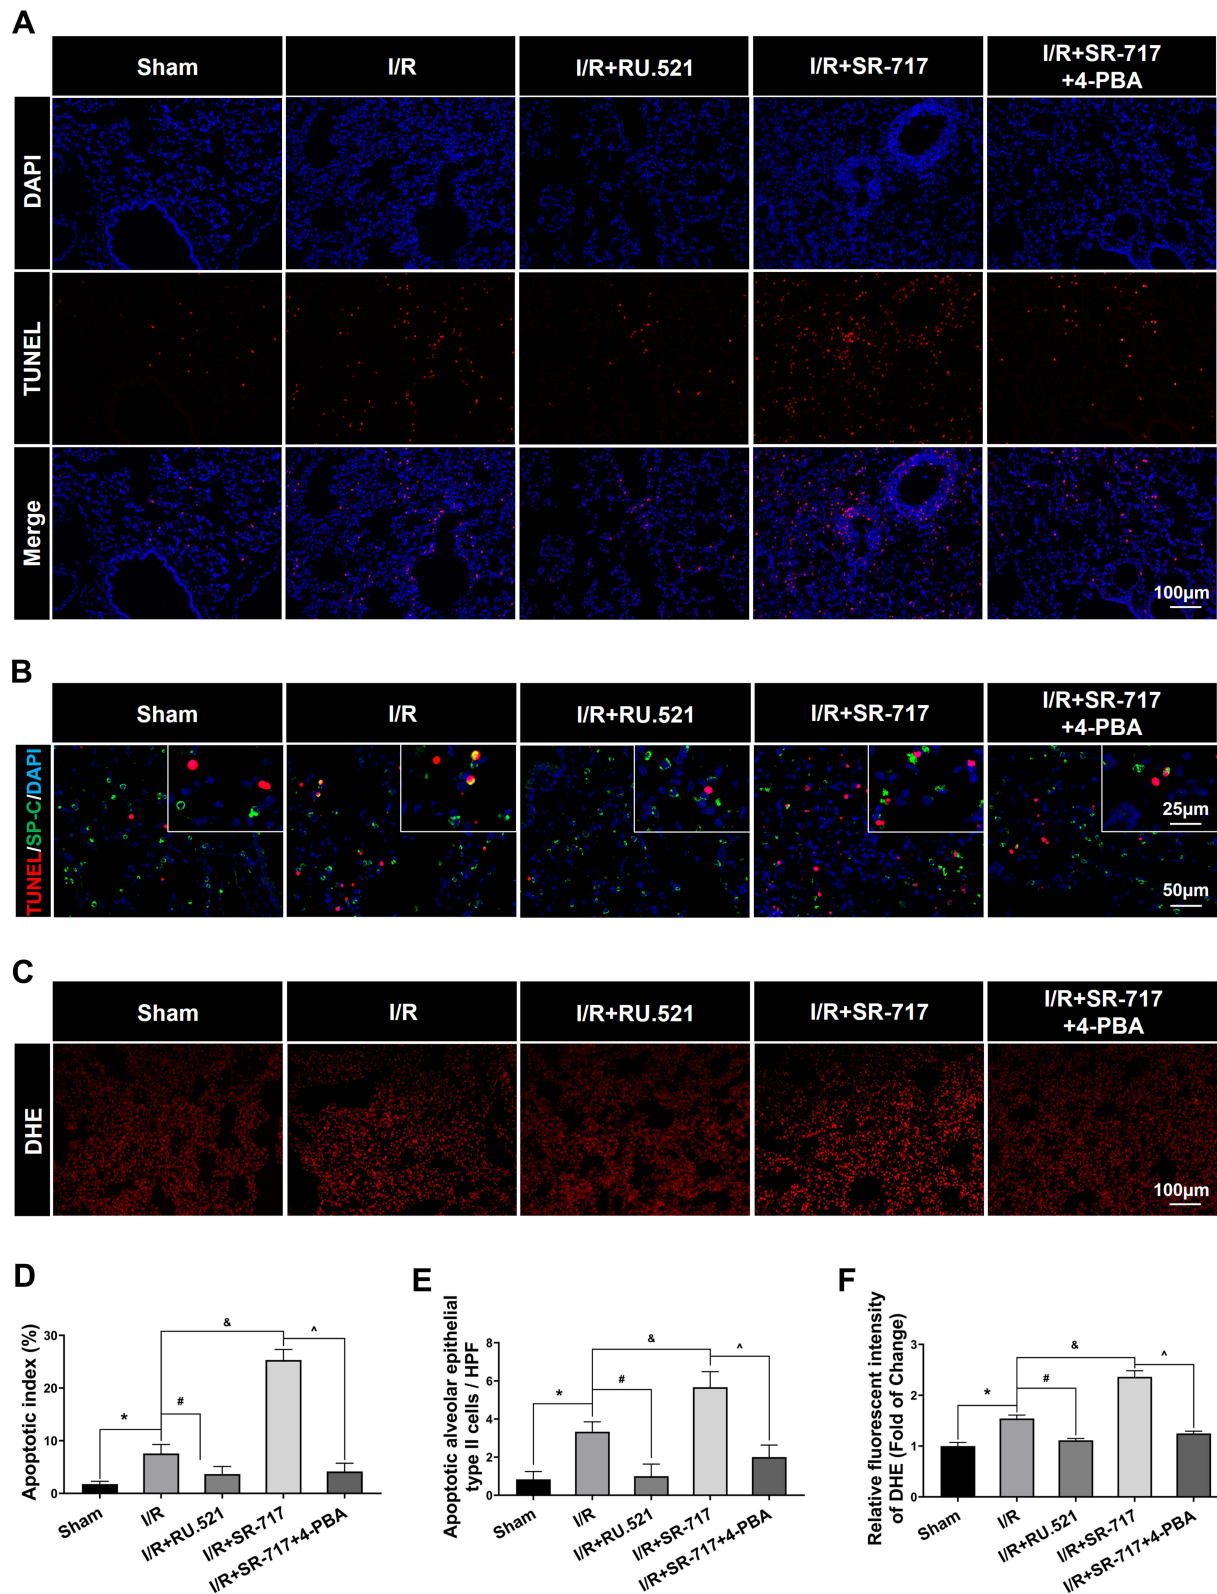 A
Sham
I/R
I/R+RU.521
I/R+SR-717
I/R+SR-717
+4-PBA
DAPI
TUNEL
Merge
100μm
B
Sham
I/R
I/R+RU.521
I/R+SR-717
I/R+SR-717
+4-PBA
TUNEL/SP-C/DAPI
25μm
50μm
C
Sham
I/R
I/R+RU.521
I/R+SR-717
I/R+SR-717
+4-PBA
DHE
100μm
D
Apoptotic index (%)
30
20
10
0
*
#
&
^
Sham
I/R
I/R+RU.521
I/R+SR-717
I/R+SR-717+4-PBA
E
Apoptotic alveolar epithelial
type II cells / HPF
8
6
4
2
0
*
#
&
^
Sham
I/R
I/R+RU.521
I/R+SR-717
I/R+SR-717+4-PBA
F
Relative fluorescent intensity
of DHE (Fold of Change)
3
2
1
0
*
#
&
^
Sham
I/R
I/R+RU.521
I/R+SR-717
I/R+SR-717+4-PBA